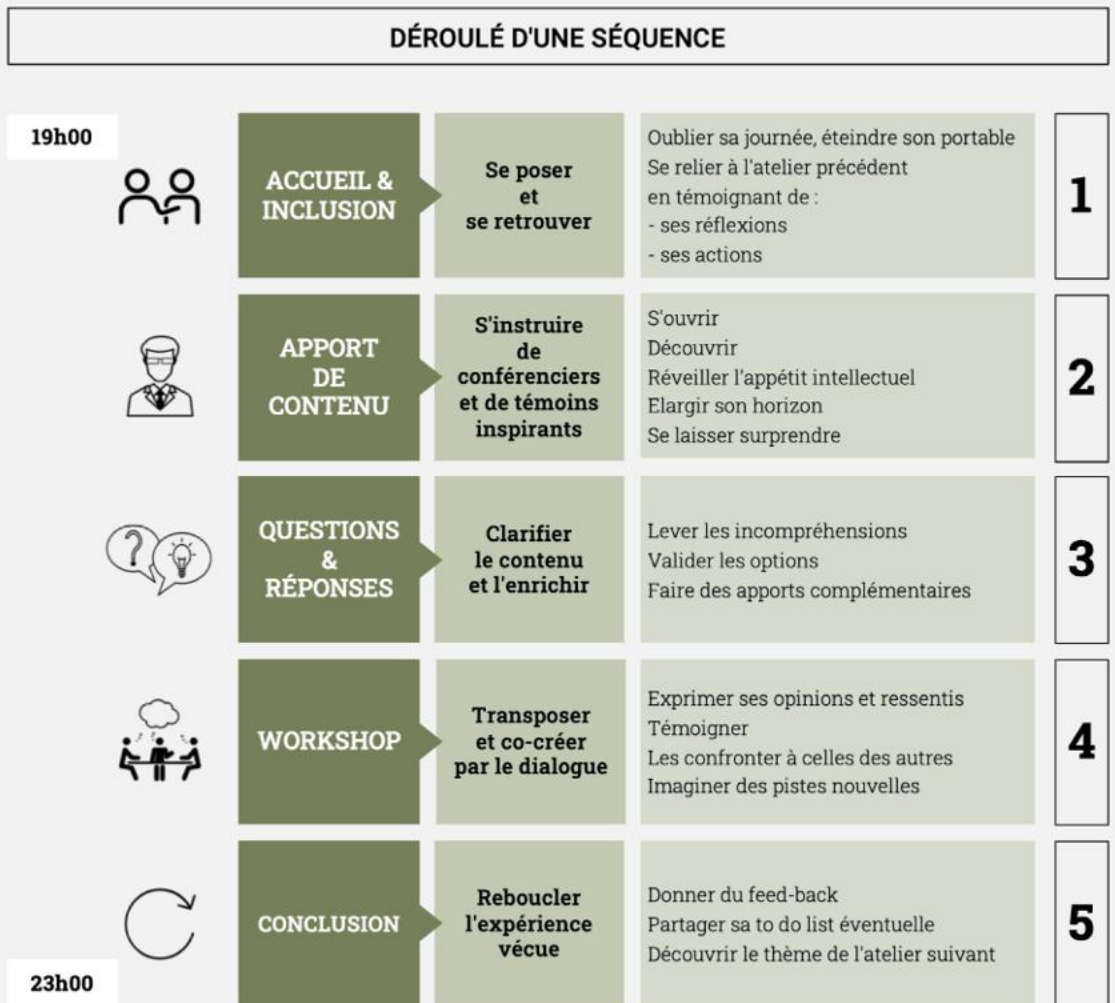 DÉROULÉ D'UNE SÉQUENCE
19h00
ACCUEIL &
INCLUSION
Se poser
et
se retrouver
Oublier sa journée, éteindre son portable
Se relier à l'atelier précédent
en témoignant de :
- ses réflexions
- ses actions
1
APPORT
DE
CONTENU
S'instruire
de
conférenciers
et de témoins
inspirants
S'ouvrir
Découvrir
Réveiller l'appétit intellectuel
Elargir son horizon
Se laisser surprendre
2
QUESTIONS
&
RÉPONSES
Clarifier
le contenu
et l'enrichir
Lever les incompréhensions
Valider les options
Faire des apports complémentaires
3
WORKSHOP
Transposer
et co-créer
par le dialogue
Exprimer ses opinions et ressentis
Témoigner
Les confronter à celles des autres
Imaginer des pistes nouvelles
4
CONCLUSION
Reboucler
l'expérience
vécue
Donner du feed-back
Partager sa to do list éventuelle
Découvrir le thème de l'atelier suivant
5
23h00